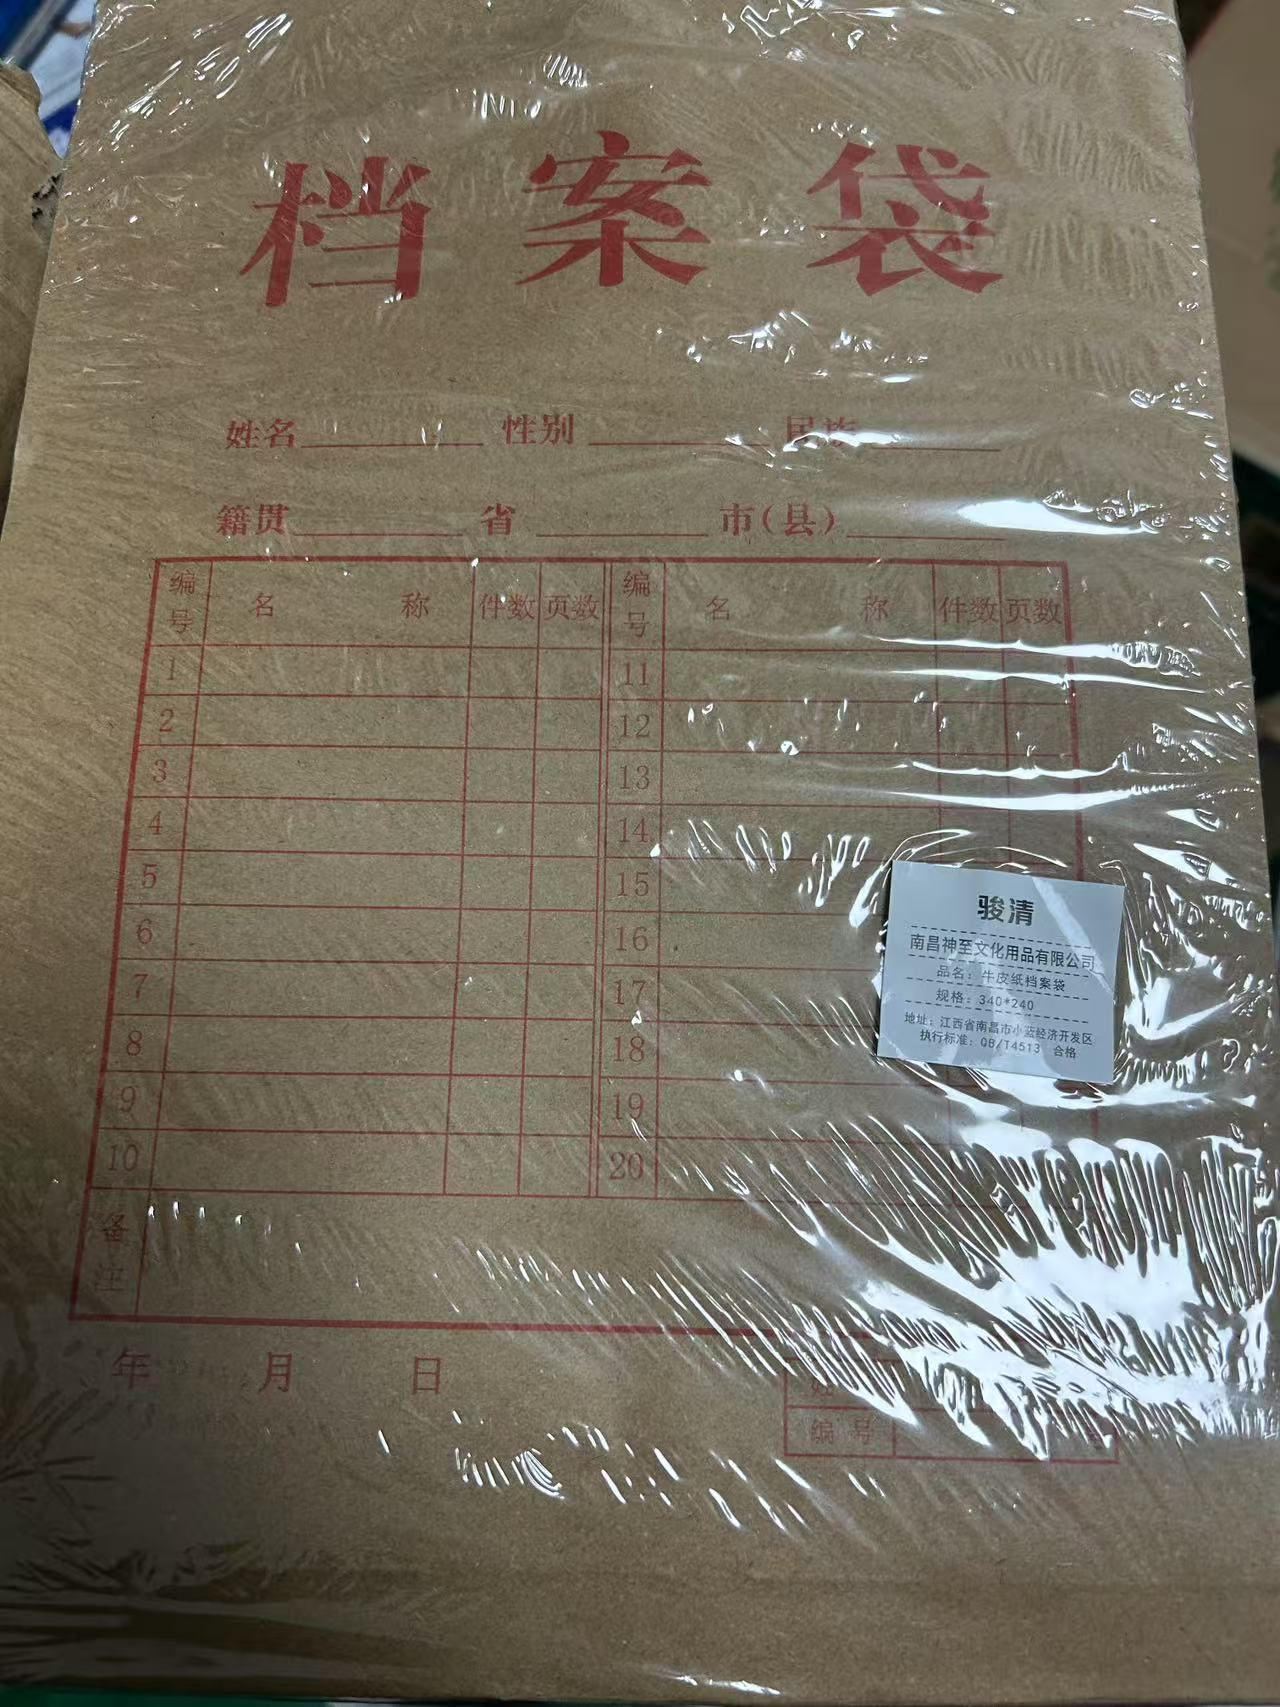 档案袋
姓名 性别 民族
籍贯 省 市(县)
编号 名称 件数 页数 编号 名称 件数 页数
1 11
2 12
3 13
4 14
5 15
6 16
7 17
8 18
9 19
10 20
骏清
南昌神至文化用品有限公司
品名：牛皮纸档案袋
规格：340*240
地址：江西省南昌市小蓝经济开发区
执行标准：QB/T4513 合格
备注
年 月 日
姓
编号